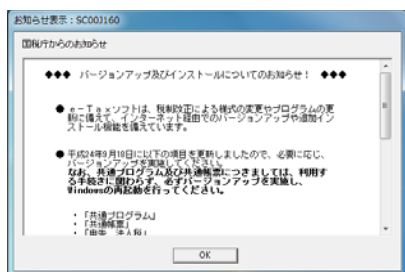 お知らせ表示：SC00J160
国税庁からのお知らせ
◆◆◆ バージョンアップ及びインストールについてのお知らせ！ ◆◆◆
● e－Taxソフトは、税制改正による様式の変更やプログラムの更
新に備えて、インターネット経由でのバージョンアップや追加イン
ストール機能を備えています。
● 平成24年9月18日に以下の項目を更新しましたので、必要に応じ、
バージョンアップを実施してください。
なお、共通プログラム及び共通帳票につきましては、利用す
る手続きに関わらず、必ずバージョンアップを実施し、
Windowsの再起動を行ってください。
・「共通プログラム」
・「共通帳票」
・「申告 法人税」
OK